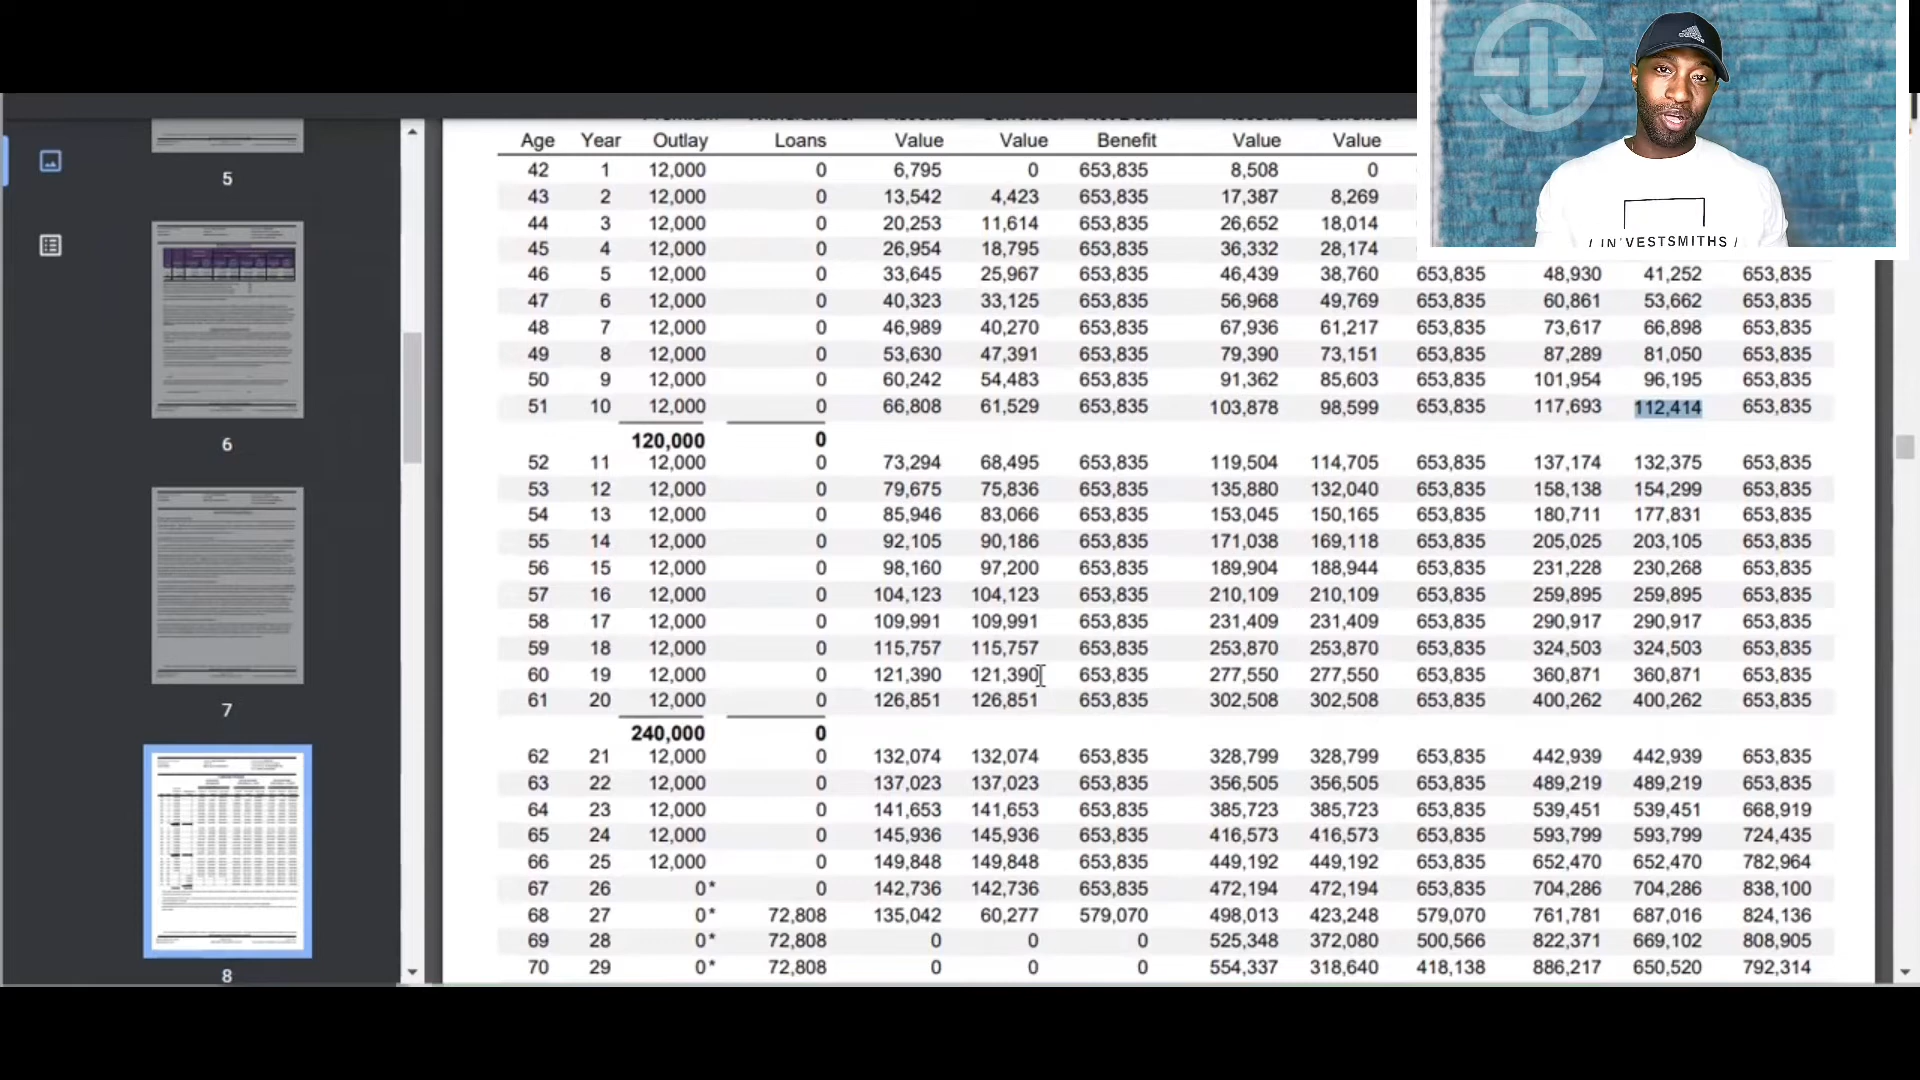 Age Year Outlay Loans Value Value Benefit Value Value
42 1 12,000 0 6,795 0 653,835 8,508 0
43 2 12,000 0 13,542 4,423 653,835 17,387 8,269
44 3 12,000 0 20,253 11,614 653,835 26,652 18,014
45 4 12,000 0 26,954 18,795 653,835 36,332 28,174
46 5 12,000 0 33,645 25,967 653,835 46,439 38,760 653,835 48,930 41,252 653,835
47 6 12,000 0 40,323 33,125 653,835 56,968 49,769 653,835 60,861 53,662 653,835
48 7 12,000 0 46,989 40,270 653,835 67,936 61,217 653,835 73,617 66,898 653,835
49 8 12,000 0 53,630 47,391 653,835 79,390 73,151 653,835 87,289 81,050 653,835
50 9 12,000 0 60,242 54,483 653,835 91,362 85,603 653,835 101,954 96,195 653,835
51 10 12,000 0 66,808 61,529 653,835 103,878 98,599 653,835 117,693 112,414 653,835
120,000 0
52 11 12,000 0 73,294 68,495 653,835 119,504 114,705 653,835 137,174 132,375 653,835
53 12 12,000 0 79,675 75,836 653,835 135,880 132,040 653,835 158,138 154,299 653,835
54 13 12,000 0 85,946 83,066 653,835 153,045 150,165 653,835 180,711 177,831 653,835
55 14 12,000 0 92,105 90,186 653,835 171,038 169,118 653,835 205,025 203,105 653,835
56 15 12,000 0 98,160 97,200 653,835 189,904 188,944 653,835 231,228 230,268 653,835
57 16 12,000 0 104,123 104,123 653,835 210,109 210,109 653,835 259,895 259,895 653,835
58 17 12,000 0 109,991 109,991 653,835 231,409 231,409 653,835 290,917 290,917 653,835
59 18 12,000 0 115,757 115,757 653,835 253,870 253,870 653,835 324,503 324,503 653,835
60 19 12,000 0 121,390 121,390 653,835 277,550 277,550 653,835 360,871 360,871 653,835
61 20 12,000 0 126,851 126,851 653,835 302,508 302,508 653,835 400,262 400,262 653,835
240,000 0
62 21 12,000 0 132,074 132,074 653,835 328,799 328,799 653,835 442,939 442,939 653,835
63 22 12,000 0 137,023 137,023 653,835 356,505 356,505 653,835 489,219 489,219 653,835
64 23 12,000 0 141,653 141,653 653,835 385,723 385,723 653,835 539,451 539,451 668,919
65 24 12,000 0 145,936 145,936 653,835 416,573 416,573 653,835 593,799 593,799 724,435
66 25 12,000 0 149,848 149,848 653,835 449,192 449,192 653,835 652,470 652,470 782,964
67 26 0* 0 142,736 142,736 653,835 472,194 472,194 653,835 704,286 704,286 838,100
68 27 0* 72,808 135,042 60,277 579,070 498,013 423,248 579,070 761,781 687,016 824,136
69 28 0* 72,808 0 0 0 525,348 372,080 500,566 822,371 669,102 808,905
70 29 0* 72,808 0 0 0 554,337 318,640 418,138 886,217 650,520 792,314
5
6
7
8
/ IN'VESTSMITHS /